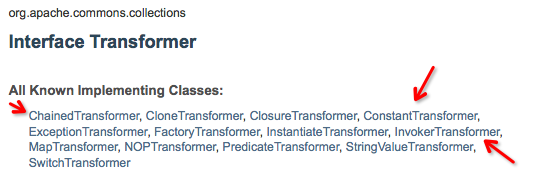 org.apache.commons.collections
Interface Transformer
All Known Implementing Classes:
ChainedTransformer, CloneTransformer, ClosureTransformer, ConstantTransformer,
ExceptionTransformer, FactoryTransformer, InstantiateTransformer, InvokerTransformer,
MapTransformer, NOPTransformer, PredicateTransformer, StringValueTransformer,
SwitchTransformer